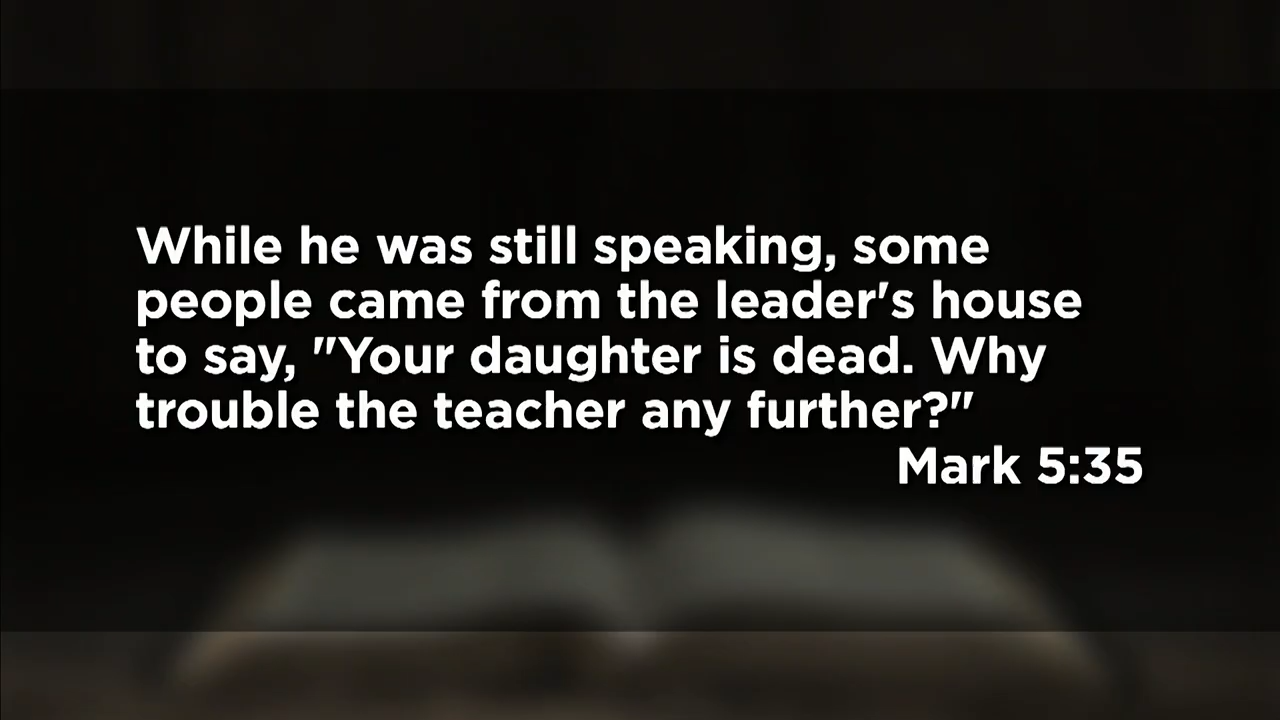 While he was still speaking, some
people came from the leader's house
to say, "Your daughter is dead. Why
trouble the teacher any further?"
Mark 5:35